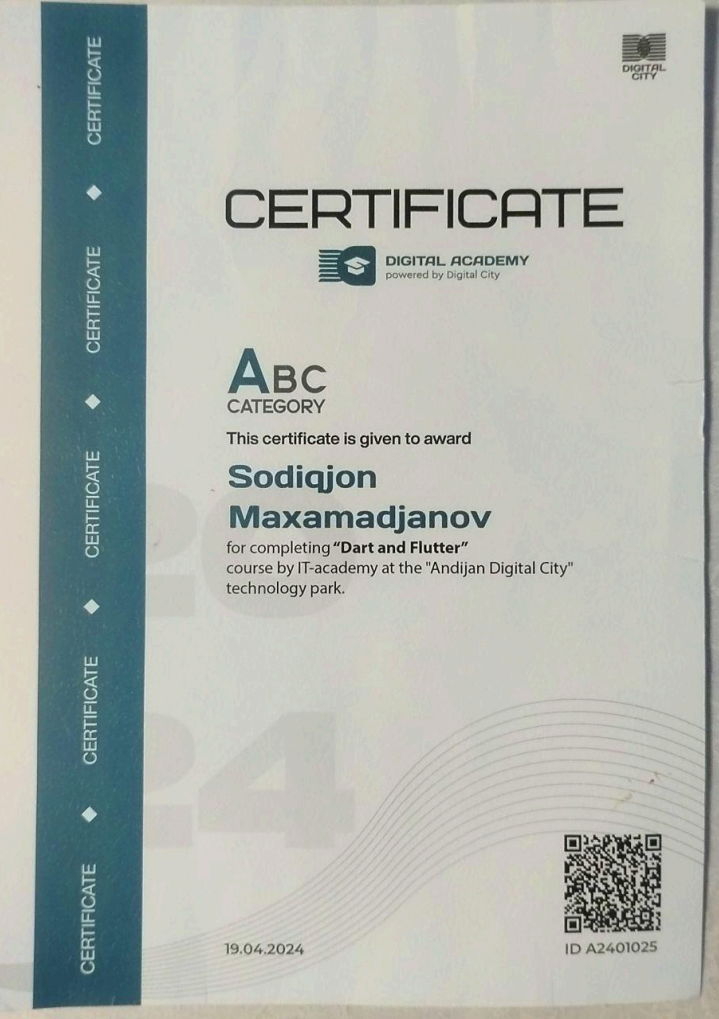 CERTIFICATE
CERTIFICATE
CERTIFICATE
CERTIFICATE
CERTIFICATE
DIGITAL
CITY
CERTIFICATE
DIGITAL ACADEMY
powered by Digital City
ABC
CATEGORY
This certificate is given to award
Sodiqjon
Maxamadjanov
for completing “Dart and Flutter”
course by IT-academy at the "Andijan Digital City"
technology park.
20
24
19.04.2024
ID A2401025